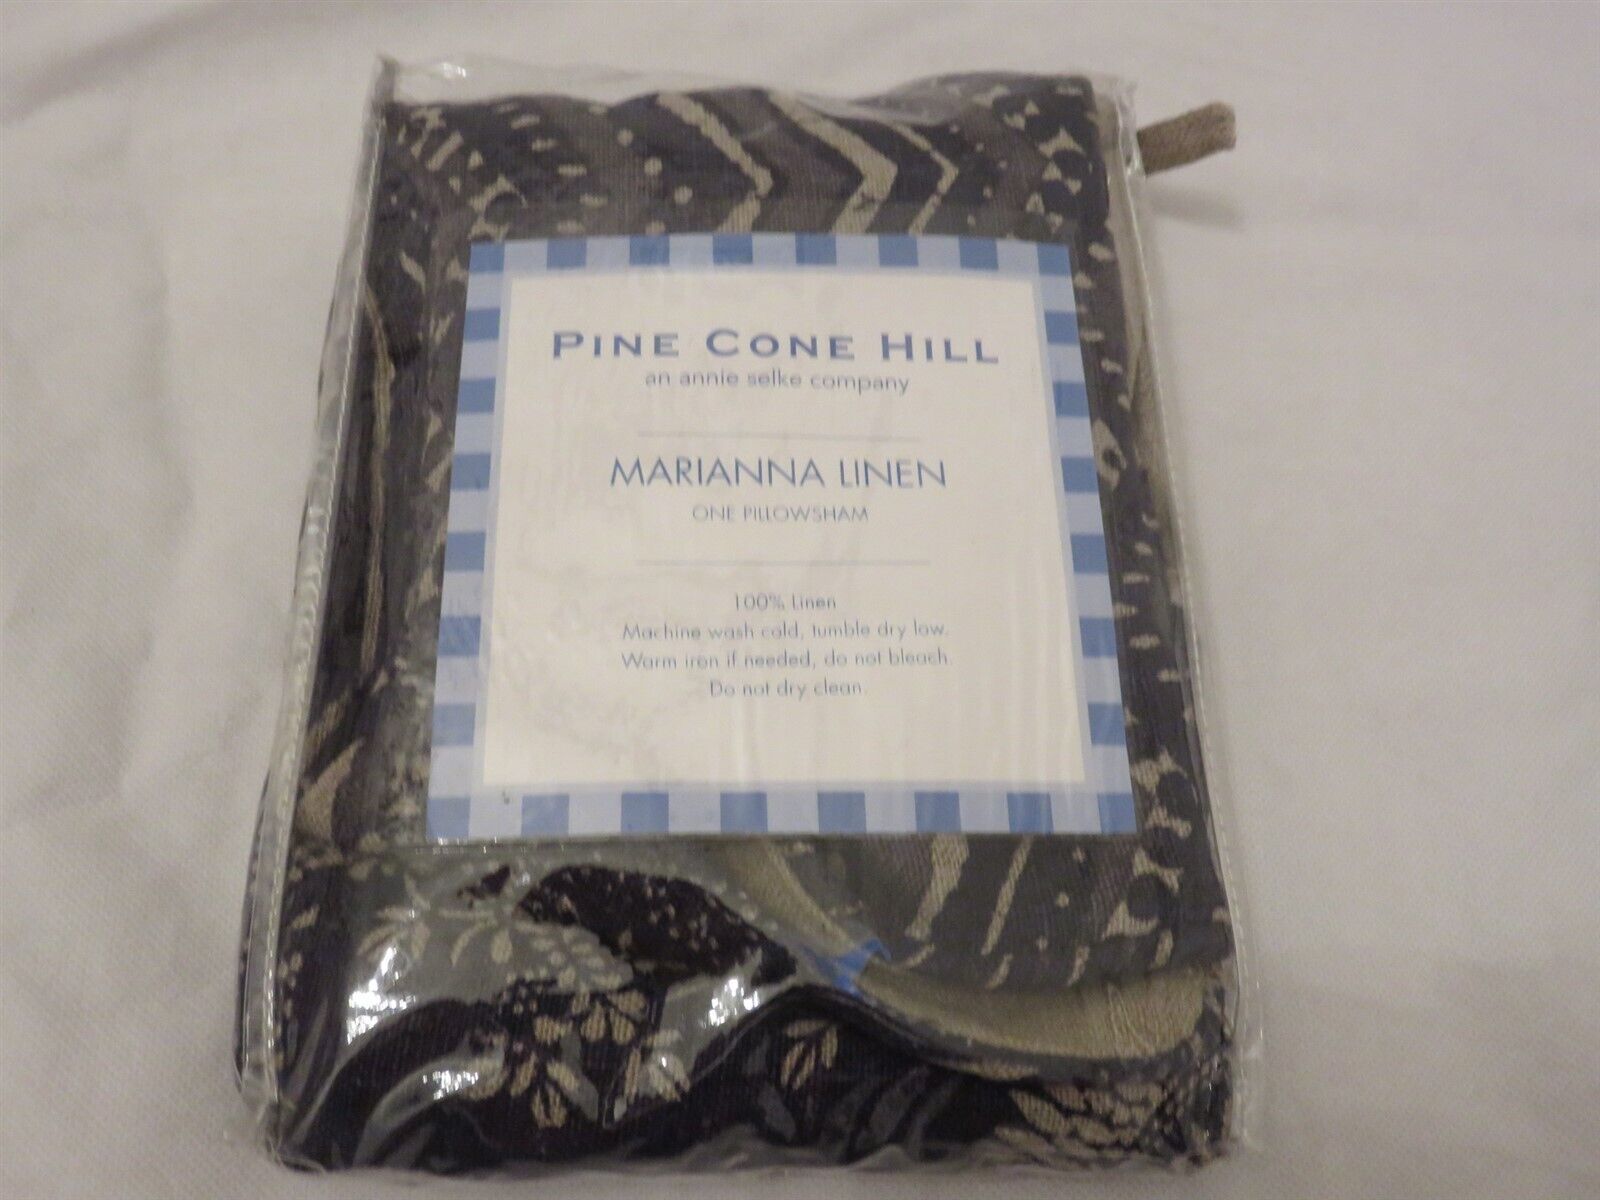 PINE CONE HILL
an annie selke company
MARIANNA LINEN
ONE PILLOWSHAM
100% Linen
Machine wash cold, tumble dry low.
Warm iron if needed, do not bleach.
Do not dry clean.